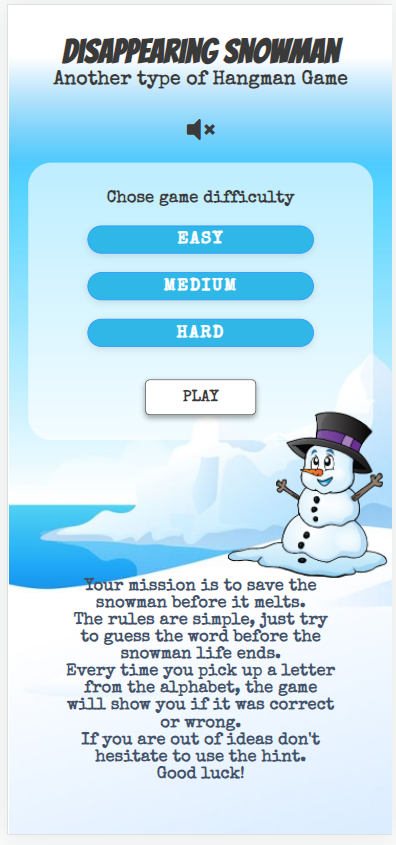 DISAPPEARING SNOWMAN
Another type of Hangman Game
Chose game difficulty
EASY
MEDIUM
HARD
PLAY
Your mission is to save the
snowman before it melts.
The rules are simple, just try
to guess the word before the
snowman life ends.
Every time you pick up a letter
from the alphabet, the game
will show you if it was correct
or wrong.
If you are out of ideas don't
hesitate to use the hint.
Good luck!